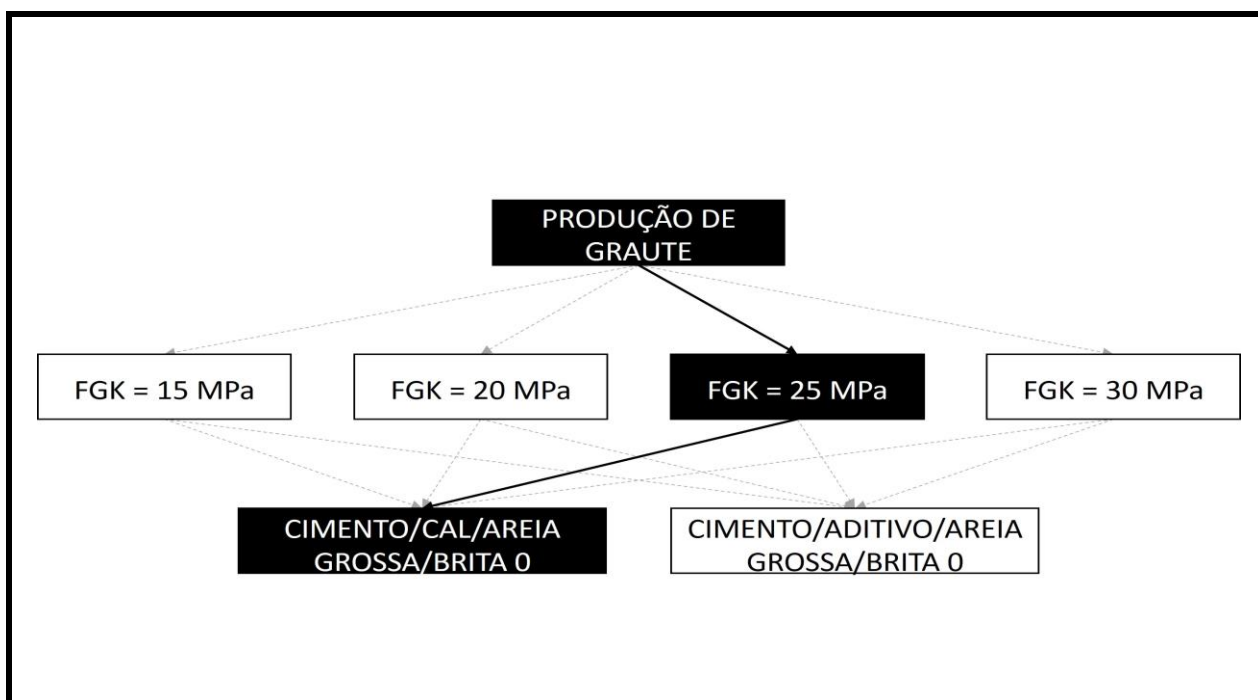 PRODUÇÃO DE
GRAUTE
FGK = 15 MPa
FGK = 20 MPa
FGK = 25 MPa
FGK = 30 MPa
CIMENTO/CAL/AREIA
GROSSA/BRITA 0
CIMENTO/ADITIVO/AREIA
GROSSA/BRITA 0